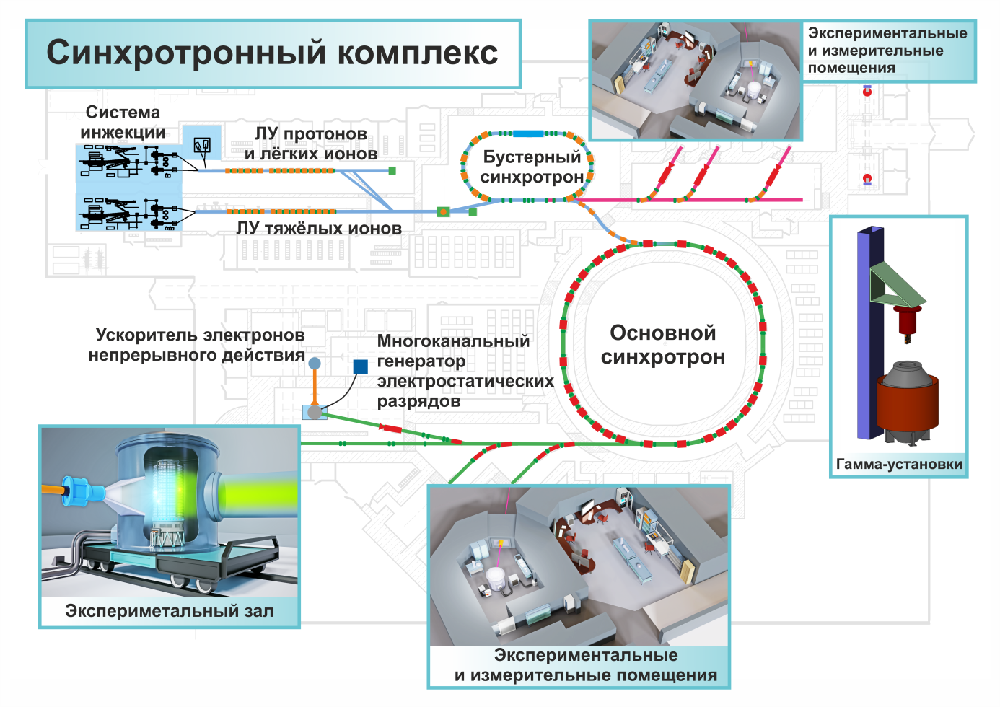 Синхротронный комплекс
Экспериментальные
и измерительные
помещения
Система
инжекции
ЛУ протонов
и лёгких ионов
Бустерный
синхротрон
ЛУ тяжёлых ионов
Ускоритель электронов
непрерывного действия
Многоканальный
генератор
электростатических
разрядов
Основной
синхротрон
Гамма-установки
Экспериметальный зал
Экспериментальные
и измерительные помещения